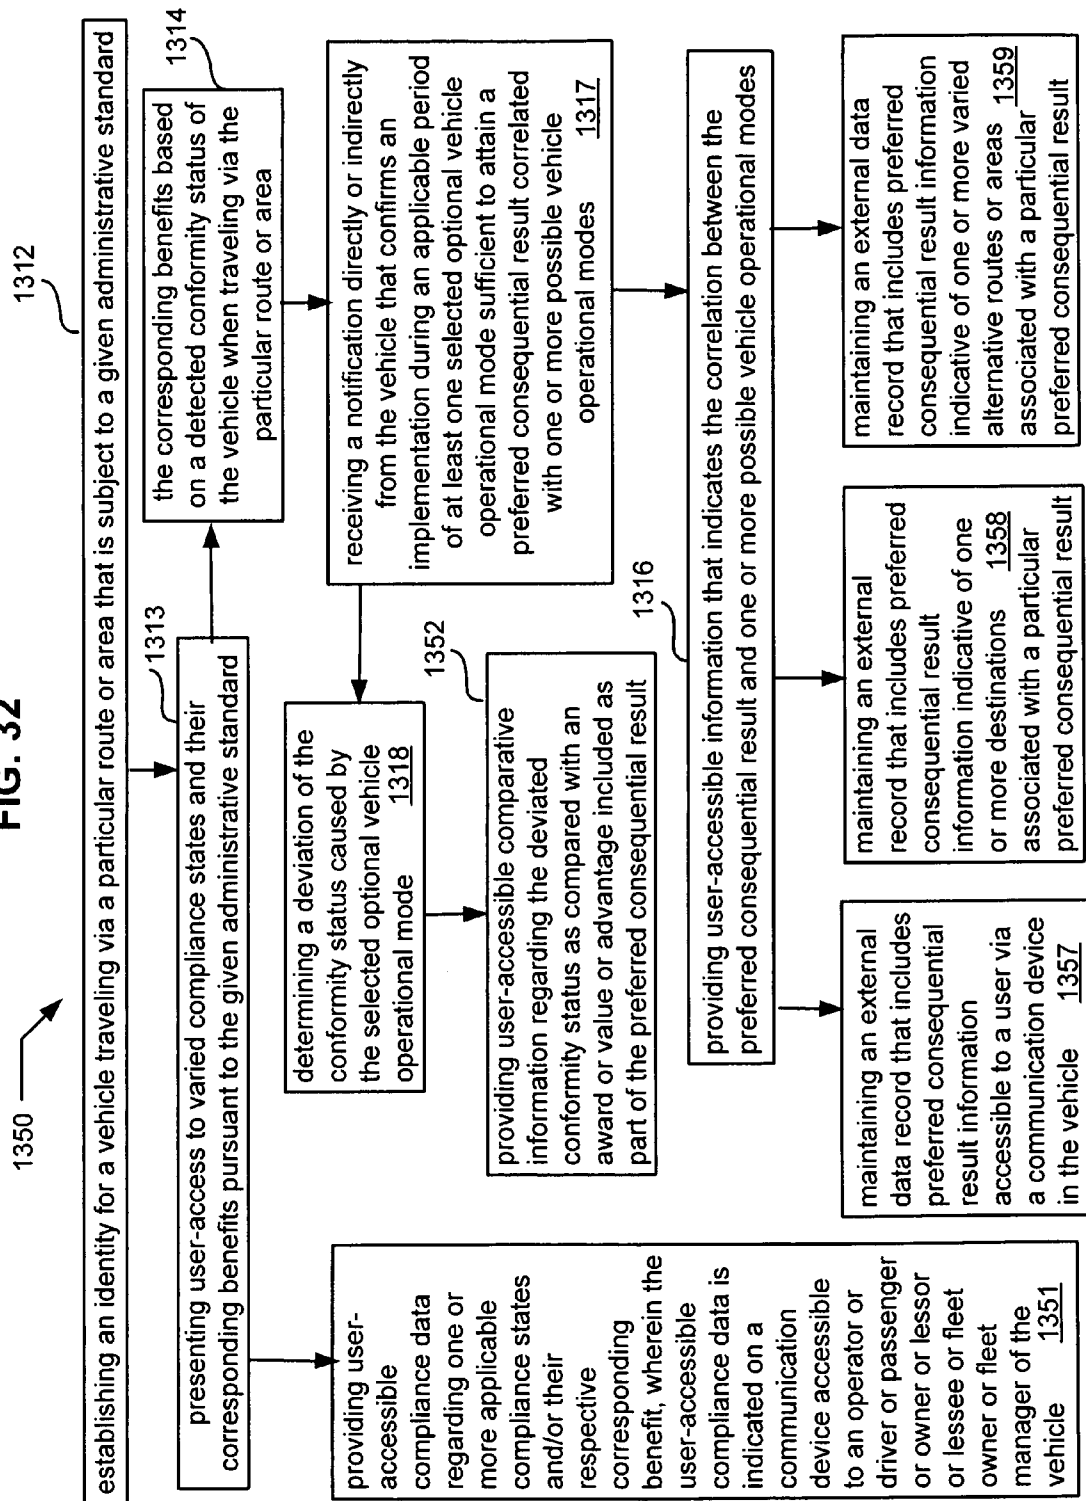 FIG. 32
1350
1312
establishing an identity for a vehicle traveling via a particular route or area that is subject to a given administrative standard
1313
presenting user-access to varied compliance states and their
corresponding benefits pursuant to the given administrative standard
1314
the corresponding benefits based
on a detected conformity status of
the vehicle when traveling via the
particular route or area
providing user-
accessible
compliance data
regarding one or
more applicable
compliance states
and/or their
respective
corresponding
benefit, wherein the
user-accessible
compliance data is
indicated on a
communication
device accessible
to an operator or
driver or passenger
or owner or lessor
or lessee or fleet
owner or fleet
manager of the
vehicle 1351
determining a deviation of the
conformity status caused by
the selected optional vehicle
operational mode 1318
receiving a notification directly or indirectly
from the vehicle that confirms an
implementation during an applicable period
of at least one selected optional vehicle
operational mode sufficient to attain a
preferred consequential result correlated
with one or more possible vehicle
operational modes 1317
1352
providing user-accessible comparative
information regarding the deviated
conformity status as compared with an
award or value or advantage included as
part of the preferred consequential result
1316
providing user-accessible information that indicates the correlation between the
preferred consequential result and one or more possible vehicle operational modes
maintaining an external
data record that includes
preferred consequential
result information
accessible to a user via
a communication device
in the vehicle 1357
maintaining an external
record that includes preferred
consequential result
information indicative of one
or more destinations 1358
associated with a particular
preferred consequential result
maintaining an external data
record that includes preferred
consequential result information
indicative of one or more varied
alternative routes or areas 1359
associated with a particular
preferred consequential result